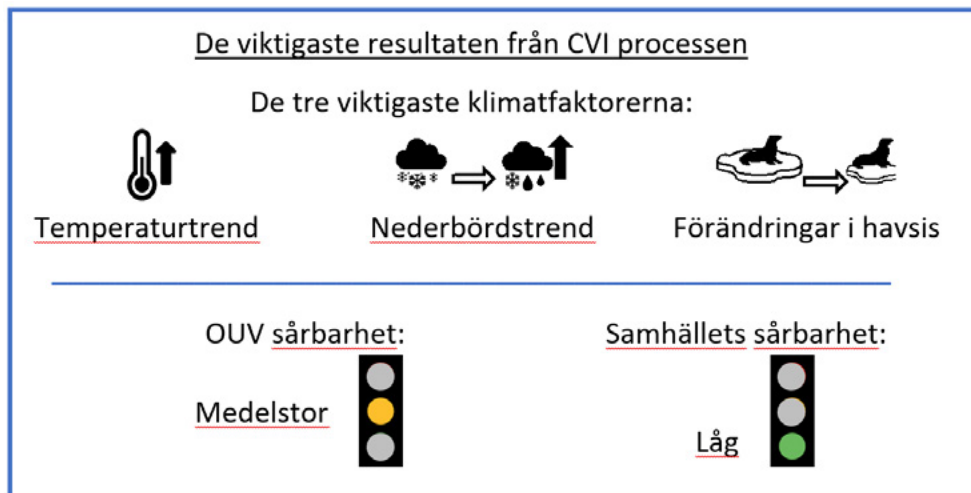 De viktigaste resultaten från CVI processen
De tre viktigaste klimatfaktorerna:
Temperaturtrend
Nederbördstrend
Förändringar i havsis
OUV sårbarhet:
Medelstor
Samhällets sårbarhet:
Låg